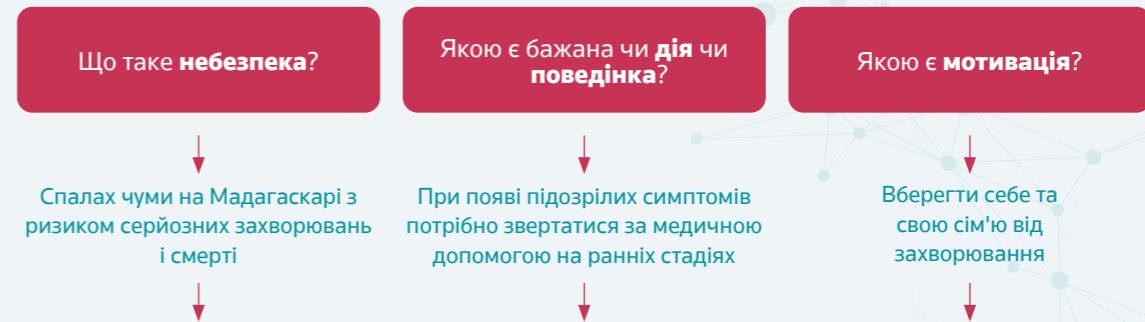 Що таке небезпека?
Якою є бажана чи дія чи
поведінка?
Якою є мотивація?
Спалах чуми на Мадагаскарі з
ризиком серйозних захворювань
і смерті
При появі підозрілих симптомів
потрібно звертатися за медичною
допомогою на ранніх стадіях
Вберегти себе та
свою сім'ю від
захворювання